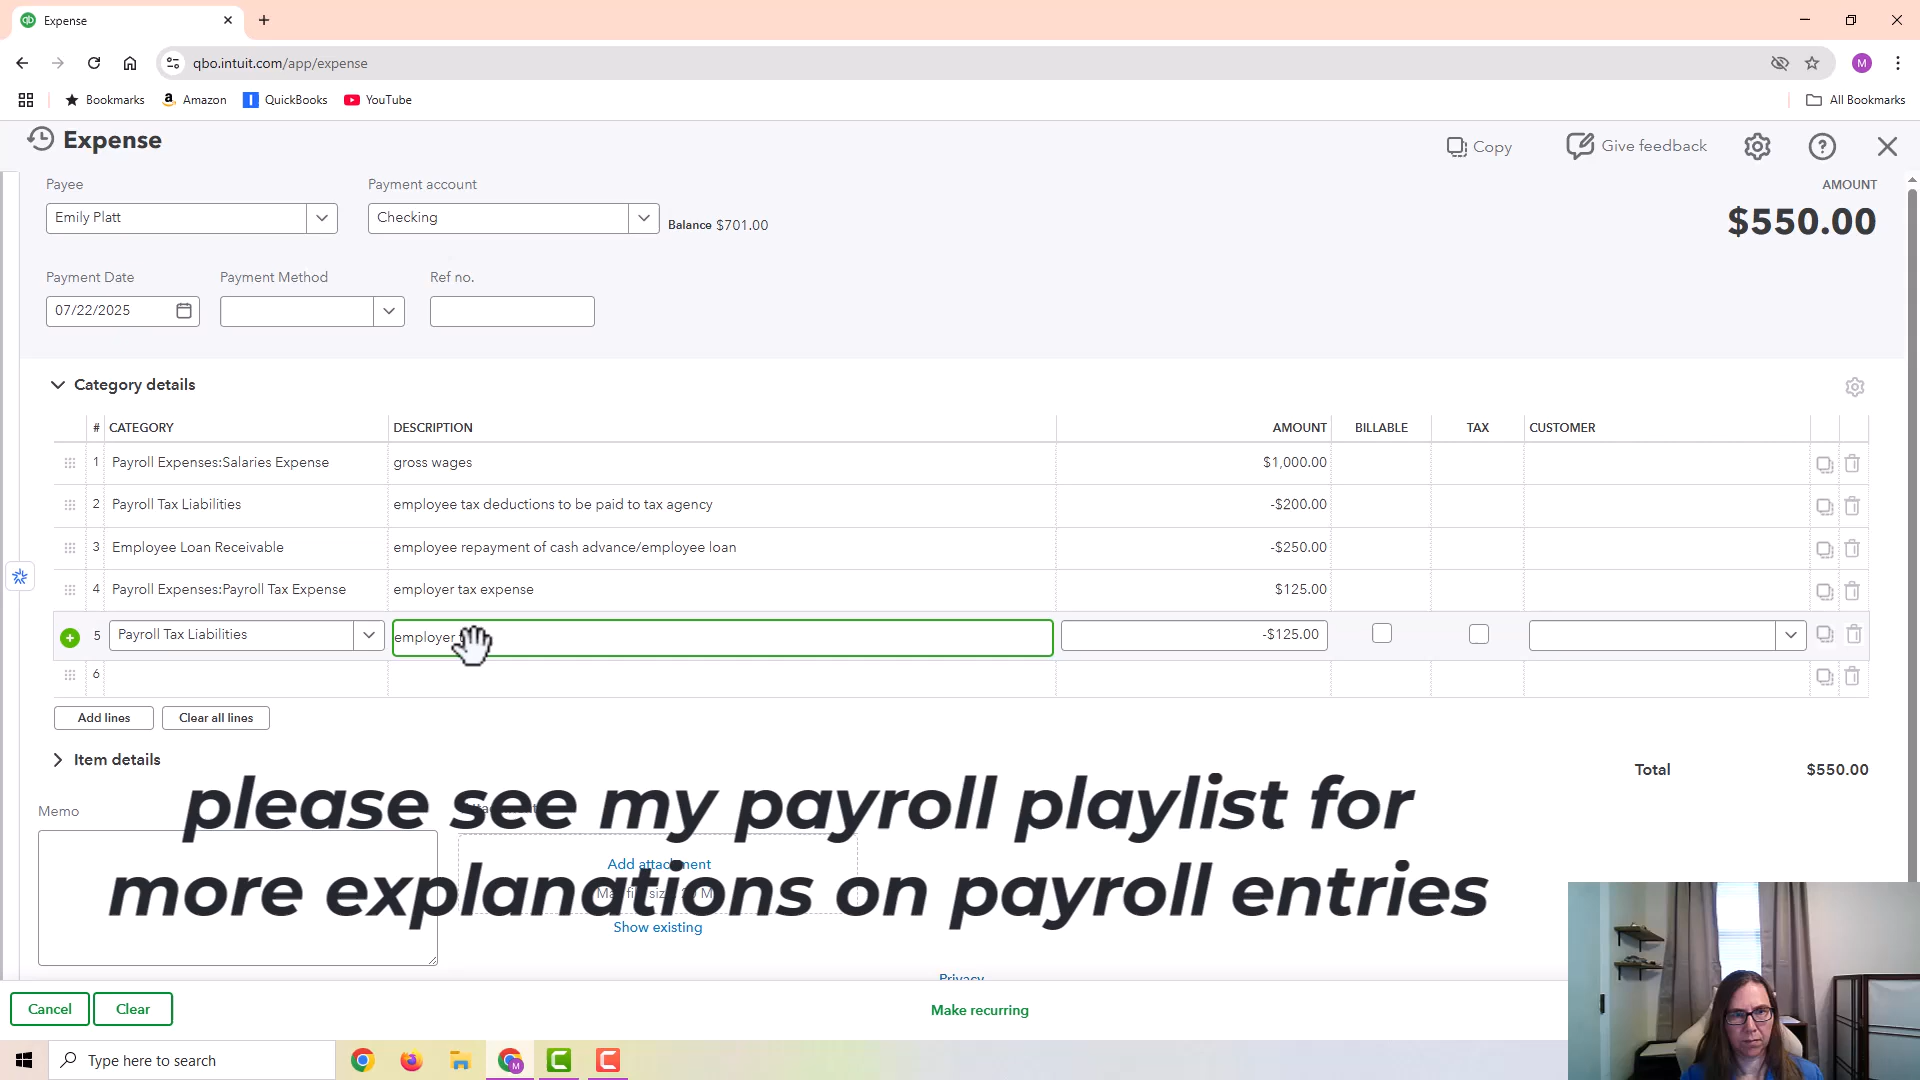 Expense
qbo.intuit.com/app/expense
M
Bookmarks
Amazon
QuickBooks
YouTube
All Bookmarks
Expense
Copy
Give feedback
Payee
Payment account
AMOUNT
Emily Platt
Checking
Balance $701.00
$550.00
Payment Date
Payment Method
Ref no.
07/22/2025
Category details
# CATEGORY DESCRIPTION AMOUNT BILLABLE TAX CUSTOMER
1 Payroll Expenses:Salaries Expense gross wages $1,000.00
2 Payroll Tax Liabilities employee tax deductions to be paid to tax agency -$200.00
3 Employee Loan Receivable employee repayment of cash advance/employee loan -$250.00
4 Payroll Expenses:Payroll Tax Expense employer tax expense $125.00
5 Payroll Tax Liabilities employer -$125.00
6
Add lines
Clear all lines
Item details
Total $550.00
Memo
please see my payroll playlist for
more explanations on payroll entries
Add attachment
Show existing
Privacy
Cancel
Clear
Make recurring
Type here to search